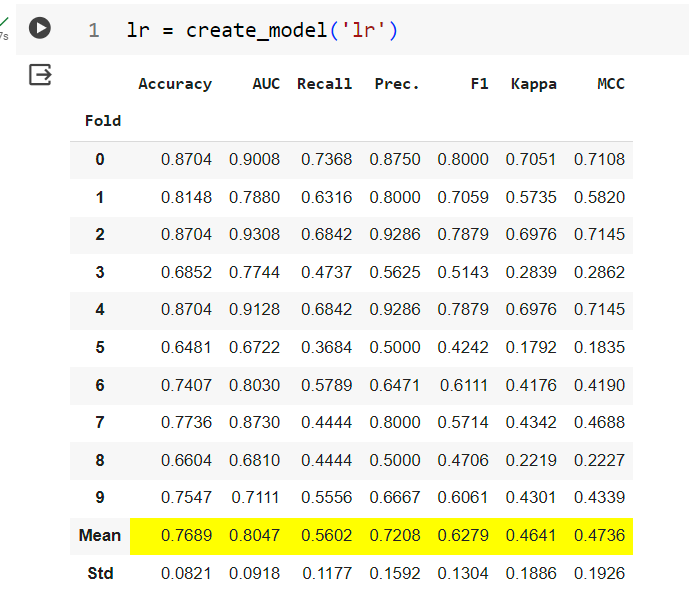 7s
1 lr = create_model('lr')
Accuracy AUC Recall Prec. F1 Kappa MCC
Fold
0 0.8704 0.9008 0.7368 0.8750 0.8000 0.7051 0.7108
1 0.8148 0.7880 0.6316 0.8000 0.7059 0.5735 0.5820
2 0.8704 0.9308 0.6842 0.9286 0.7879 0.6976 0.7145
3 0.6852 0.7744 0.4737 0.5625 0.5143 0.2839 0.2862
4 0.8704 0.9128 0.6842 0.9286 0.7879 0.6976 0.7145
5 0.6481 0.6722 0.3684 0.5000 0.4242 0.1792 0.1835
6 0.7407 0.8030 0.5789 0.6471 0.6111 0.4176 0.4190
7 0.7736 0.8730 0.4444 0.8000 0.5714 0.4342 0.4688
8 0.6604 0.6810 0.4444 0.5000 0.4706 0.2219 0.2227
9 0.7547 0.7111 0.5556 0.6667 0.6061 0.4301 0.4339
Mean 0.7689 0.8047 0.5602 0.7208 0.6279 0.4641 0.4736
Std 0.0821 0.0918 0.1177 0.1592 0.1304 0.1886 0.1926